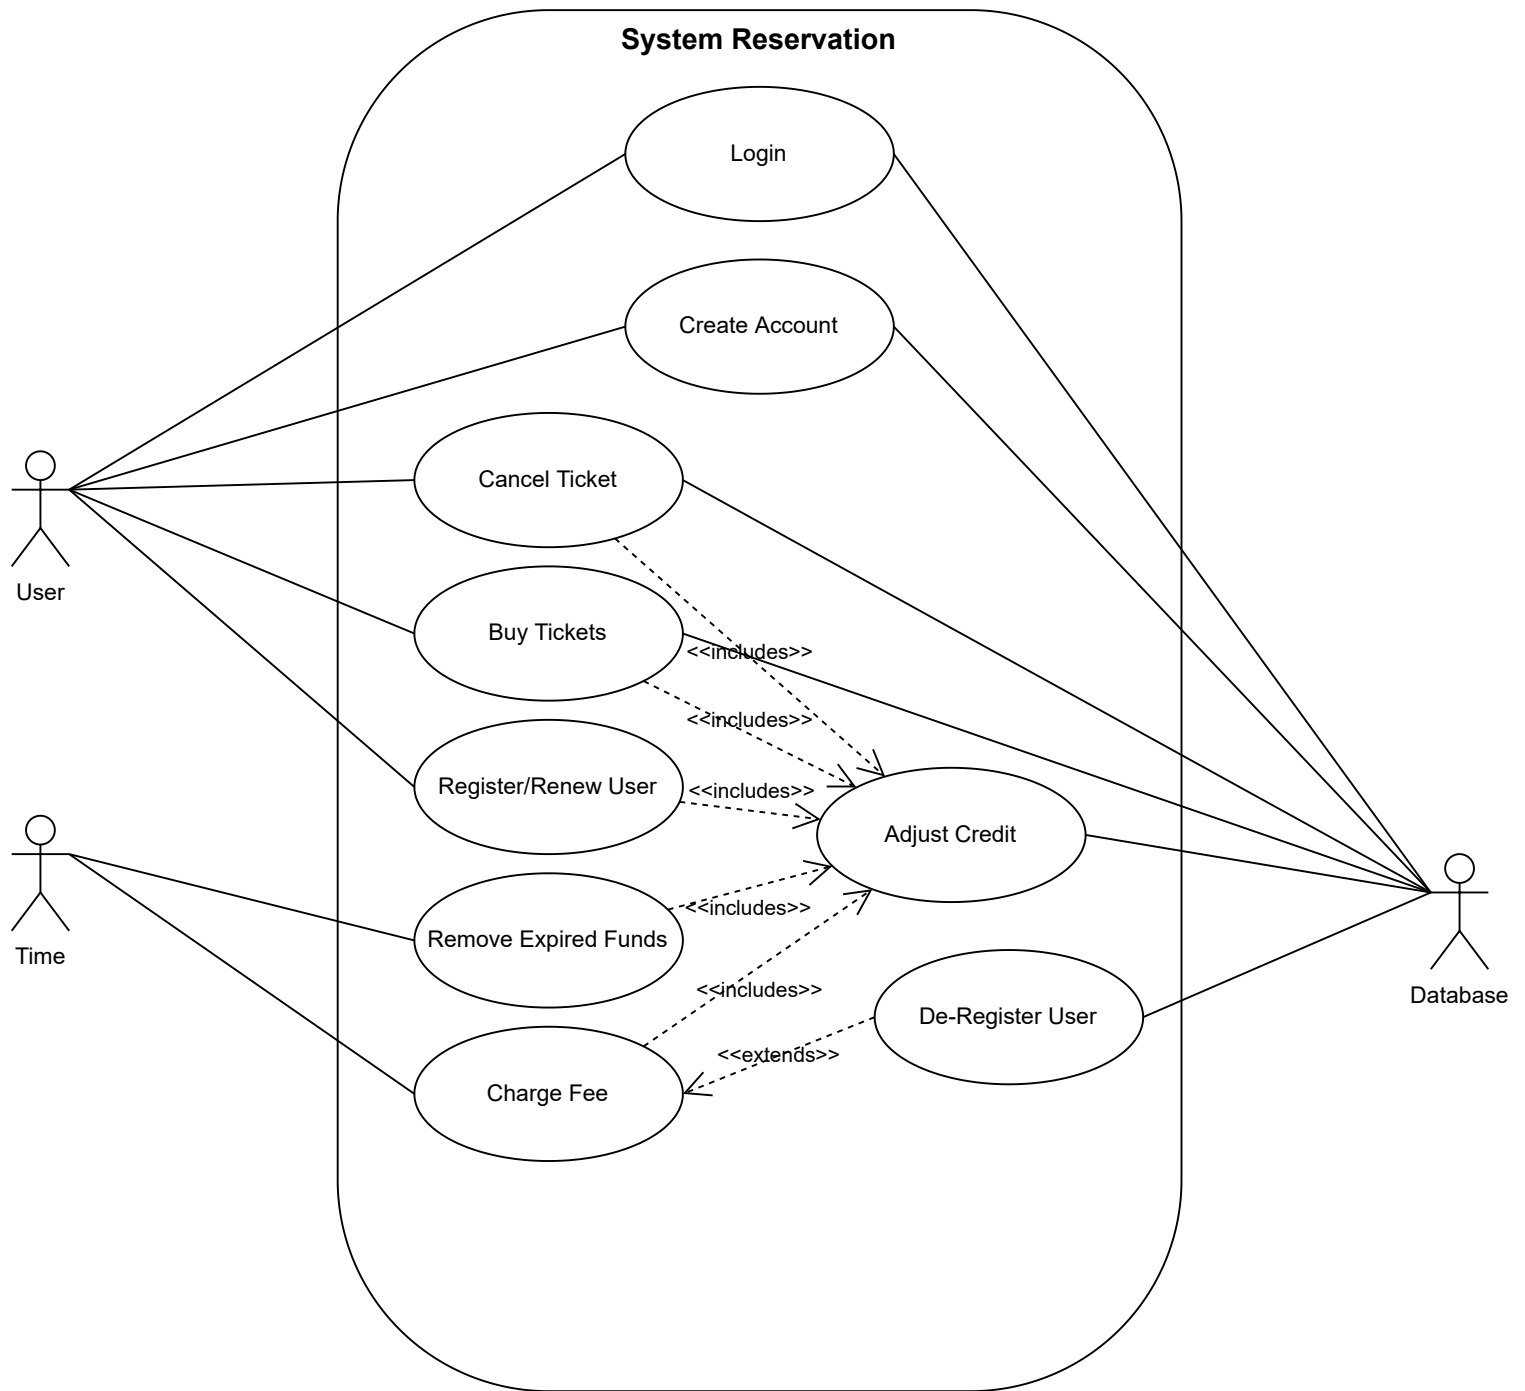 System Reservation
Login
Create Account
Cancel Ticket
User
Buy Tickets
<<includes>>
<<includes>>
Register/Renew User
<<includes>>
Adjust Credit
Time
Remove Expired Funds
<<includes>>
Database
<<includes>>
De-Register User
<<extends>>
Charge Fee